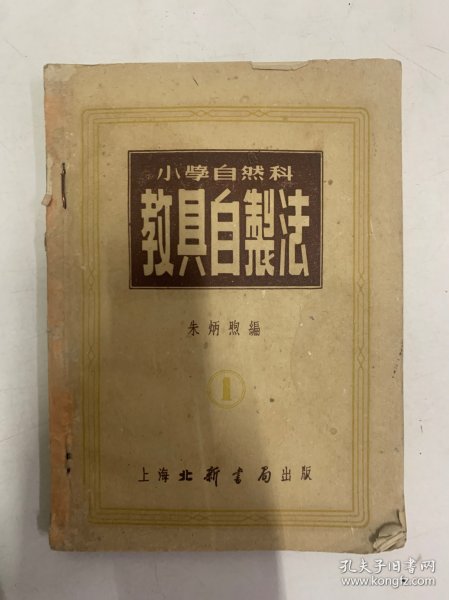 小學自然科
教具自製法
朱炳煦編
1
上海北新書局出版
孔夫子旧书网
www.kongfz.com